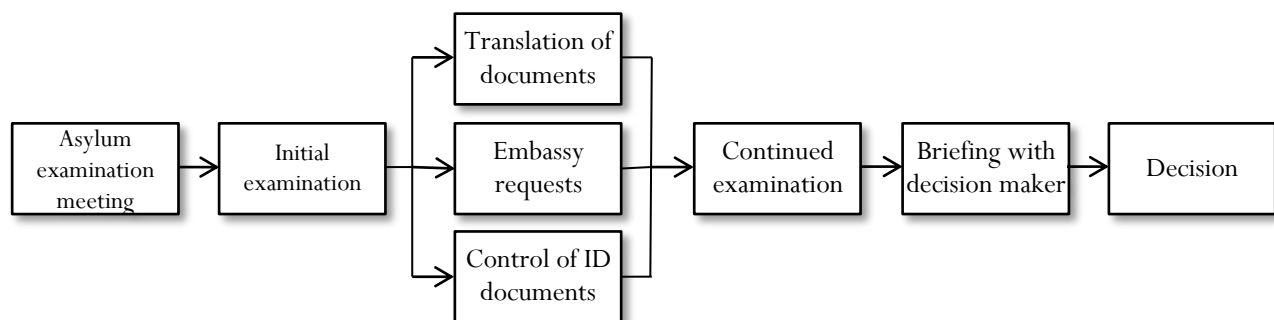 Asylum
examination
meeting
Initial
examination
Translation of
documents
Embassy
requests
Control of ID
documents
Continued
examination
Briefing with
decision maker
Decision